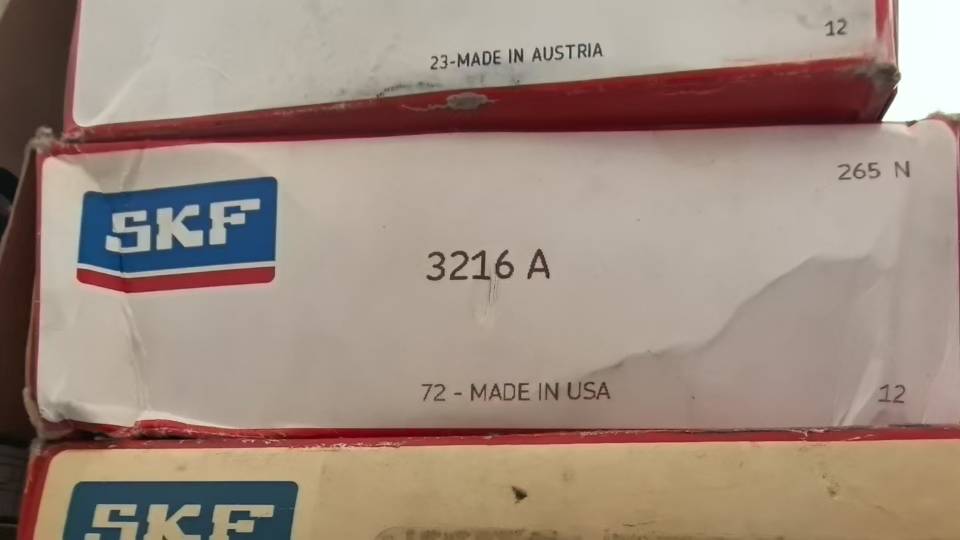 12
23-MADE IN AUSTRIA
265 N
SKF
3216 A
72 - MADE IN USA
12
SKF